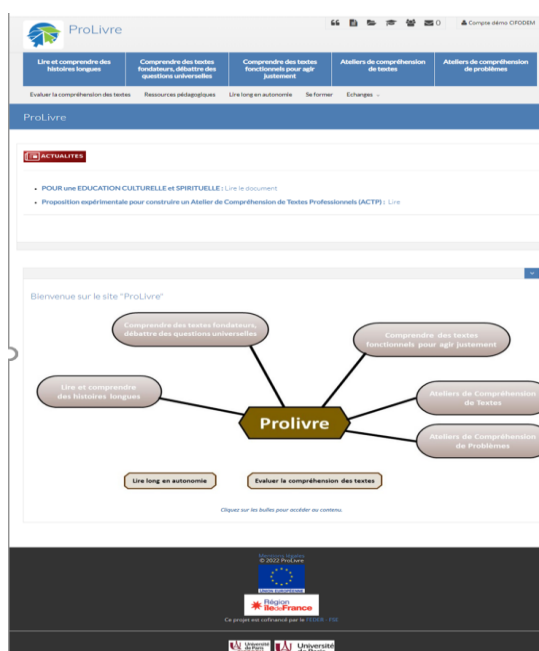 ProLivre
0
Compte démo CIFODEM
Lire et comprendre des
histoires longues
Comprendre des textes
fondateurs, débattre des
questions universelles
Comprendre des textes
fonctionnels pour agir
justement
Ateliers de compréhension
de textes
Ateliers de compréhension
de problèmes
Evaluer la compréhension des textes
Ressources pédagogiques
Lire long en autonomie
Se former
Echanges
ProLivre
ACTUALITES
POUR une EDUCATION CULTURELLE et SPIRITUELLE : Lire le document
Proposition expérimentale pour construire un Atelier de Compréhension de Textes Professionnels (ACTP) : Lire
Bienvenue sur le site "ProLivre"
Comprendre des textes fondateurs,
débattre des questions universelles
Comprendre des textes
fonctionnels pour agir justement
Lire et comprendre
des histoires longues
Ateliers de Compréhension
de Textes
Prolivre
Ateliers de Compréhension
de Problèmes
Lire long en autonomie
Evaluer la compréhension des textes
Cliquez sur les bulles pour accéder au contenu.
Mentions légales
© 2022 ProLivre
UNION EUROPÉENNE
Région
îledeFrance
Ce projet est cofinancé par le FEDER - FSE
Université
de Paris
Université
de Paris